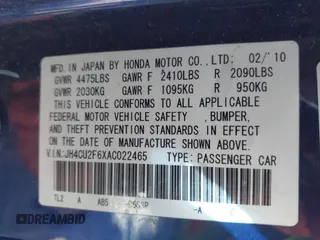 MFD. IN JAPAN BY HONDA MOTOR CO.,LTD: 02/'10
GVWR 4475LBS GAWR F 2410LBS R 2090LBS
GVWR 2030KG GAWR F 1095KG R 950KG
THIS VEHICLE CONFORMS TO ALL APPLICABLE
FEDERAL MOTOR VEHICLE SAFETY , BUMPER,
AND THEFT PREVENTION STANDARDS IN EFFECT
ON THE DATE OF MANUFACTURE SHOWN ABOVE.
V.I.N:JH4CU2F6XAC022465 TYPE: PASSENGER CAR
TL2 A AB5
DREAMBID